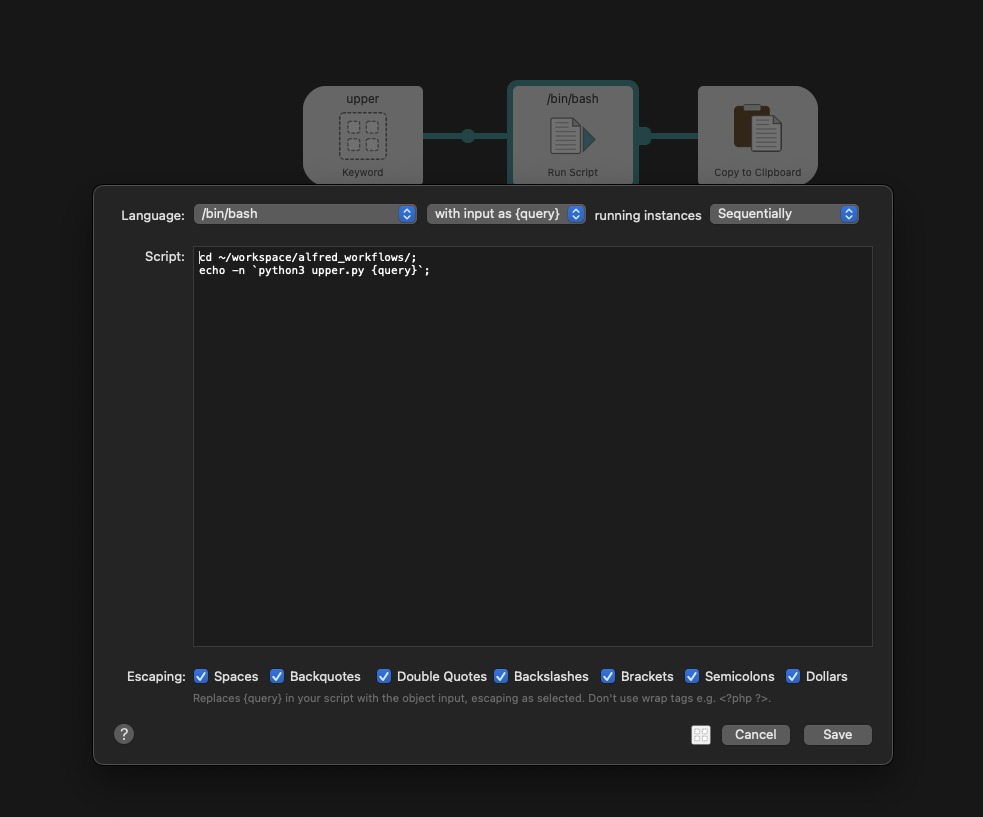 upper
/bin/bash
Keyword
Run Script
Copy to Clipboard
Language: /bin/bash with input as {query} running instances Sequentially
Script: cd ~/workspace/alfred_workflows/;
echo -n `python3 upper.py {query}`;
Escaping: Spaces Backquotes Double Quotes Backslashes Brackets Semicolons Dollars
Replaces {query} in your script with the object input, escaping as selected. Don't use wrap tags e.g. <?php ?>.
? Cancel Save